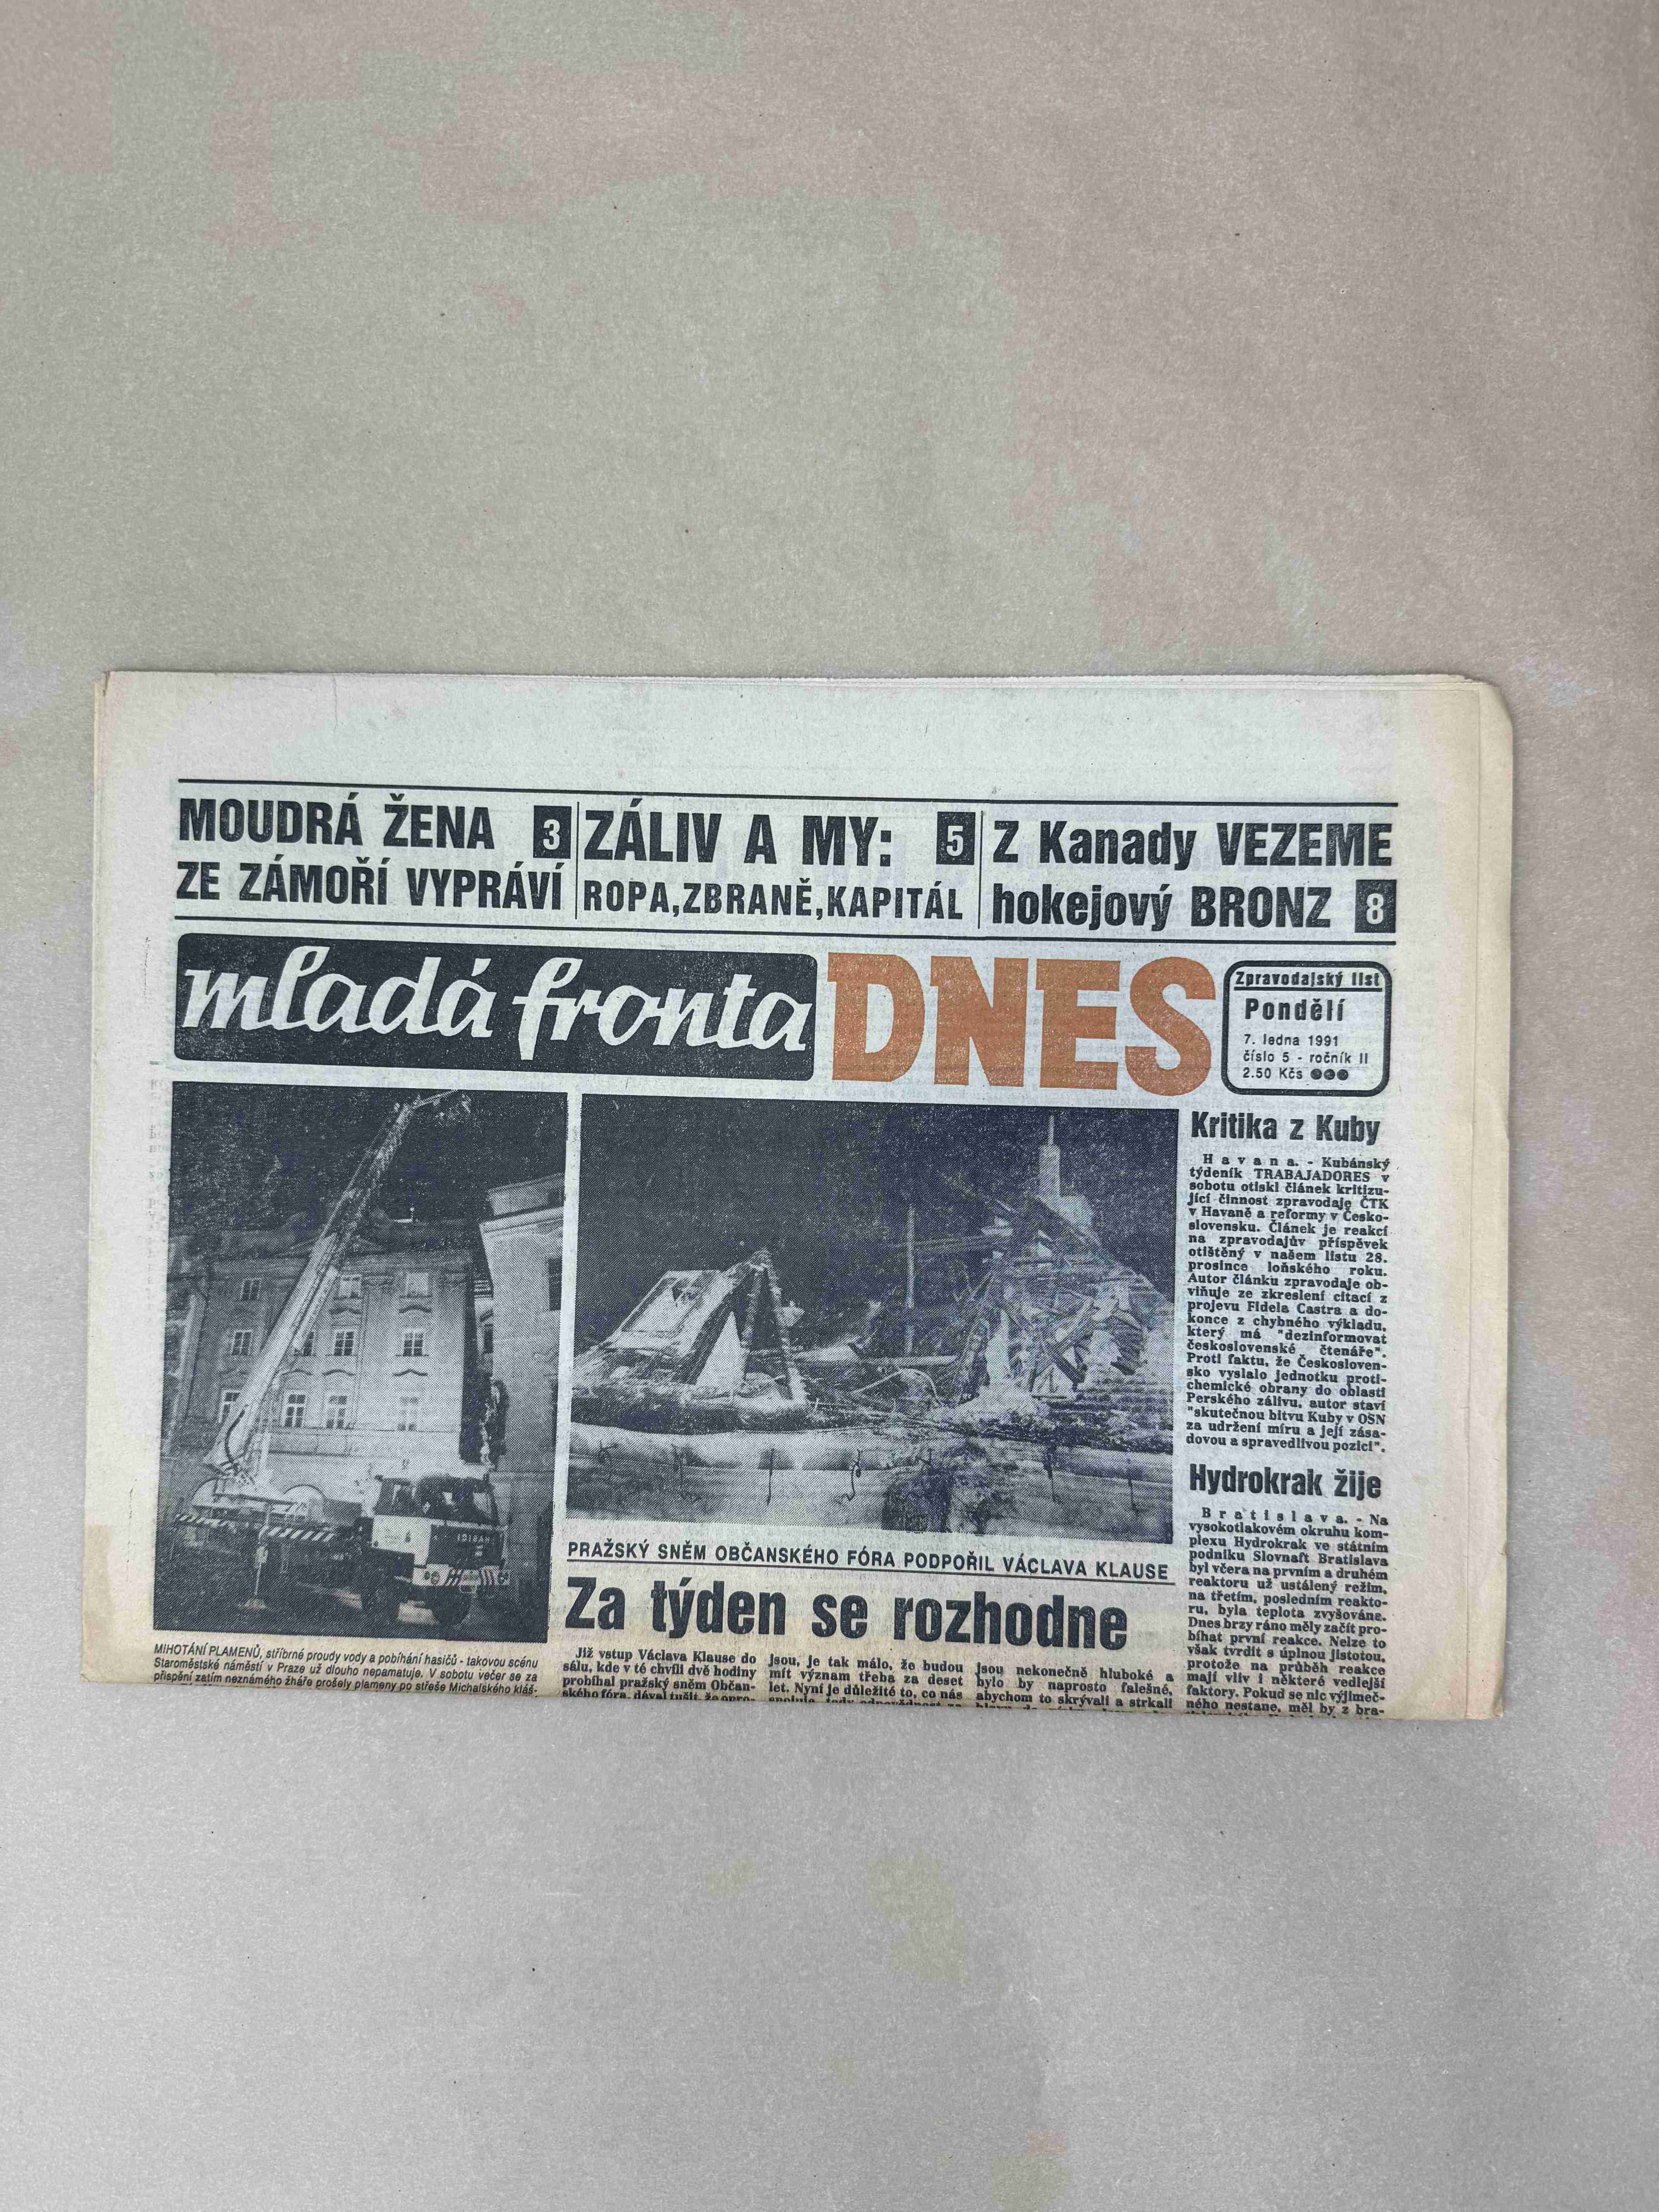 MOUDRÁ ŽENA 3
ZE ZÁMOŘÍ VYPRÁVÍ
ZÁLIV A MY: 5
ROPA,ZBRANĚ,KAPITÁL
Z Kanady VEZEME
hokejový BRONZ 8
mladá fronta DNES
Zpravodajský list
Pondělí
7. ledna 1991
číslo 5 - ročník II
2.50 Kčs
HASIČI
MIHOTÁNÍ PLAMENŮ, stříbrné proudy vody a pobíhání hasičů - takovou scénu
Staroměstské náměstí v Praze už dlouho nepamatuje. V sobotu večer se za
přispění zatím neznámého žháře prošely plameny po střeše Michalského kláš-
PRAŽSKÝ SNĚM OBČANSKÉHO FÓRA PODPOŘIL VÁCLAVA KLAUSE
Za týden se rozhodne
Již vstup Václava Klause do
sálu, kde v té chvíli dvě hodiny
probíhal pražský sněm Občan-
ského fóra, dával tušit, že opro-
jsou, je tak málo, že budou
mít význam třeba za deset
let. Nyní je důležité to, co nás
spojuje, tedy odpovědnost za
jsou nekonečně hluboké a
bylo by naprosto falešné,
abychom to skrývali a strkali
Kritika z Kuby
Havana. - Kubánský
týdeník TRABAJADORES v
sobotu otiskl článek kritizu-
jící činnost zpravodaje ČTK
v Havaně a reformy v Česko-
slovensku. Článek je reakcí
na zpravodajův příspěvek
otištěný v našem listu 28.
prosince loňského roku.
Autor článku zpravodaje ob-
viňuje ze zkreslení citací z
projevu Fidela Castra a do-
konce z chybného výkladu,
který má "dezinformovat
československé čtenáře".
Proti faktu, že Českosloven-
sko vyslalo jednotku proti-
chemické obrany do oblasti
Perského zálivu, autor staví
"skutečnou bitvu Kuby v OSN
za udržení míru a její zása-
dovou a spravedlivou pozici".
Hydrokrak žije
Bratislava. - Na
vysokotlakovém okruhu kom-
plexu Hydrokrak ve státním
podniku Slovnaft Bratislava
byl včera na prvním a druhém
reaktoru už ustálený režim,
na třetím, posledním reakto-
ru, byla teplota zvyšováne.
Dnes brzy ráno měly začít pro-
bíhat první reakce. Nelze to
však tvrdit s úplnou jistotou,
protože na průběh reakce
mají vliv i některé vedlejší
faktory. Pokud se nic výjimeč-
ného nestane, měl by z bra-